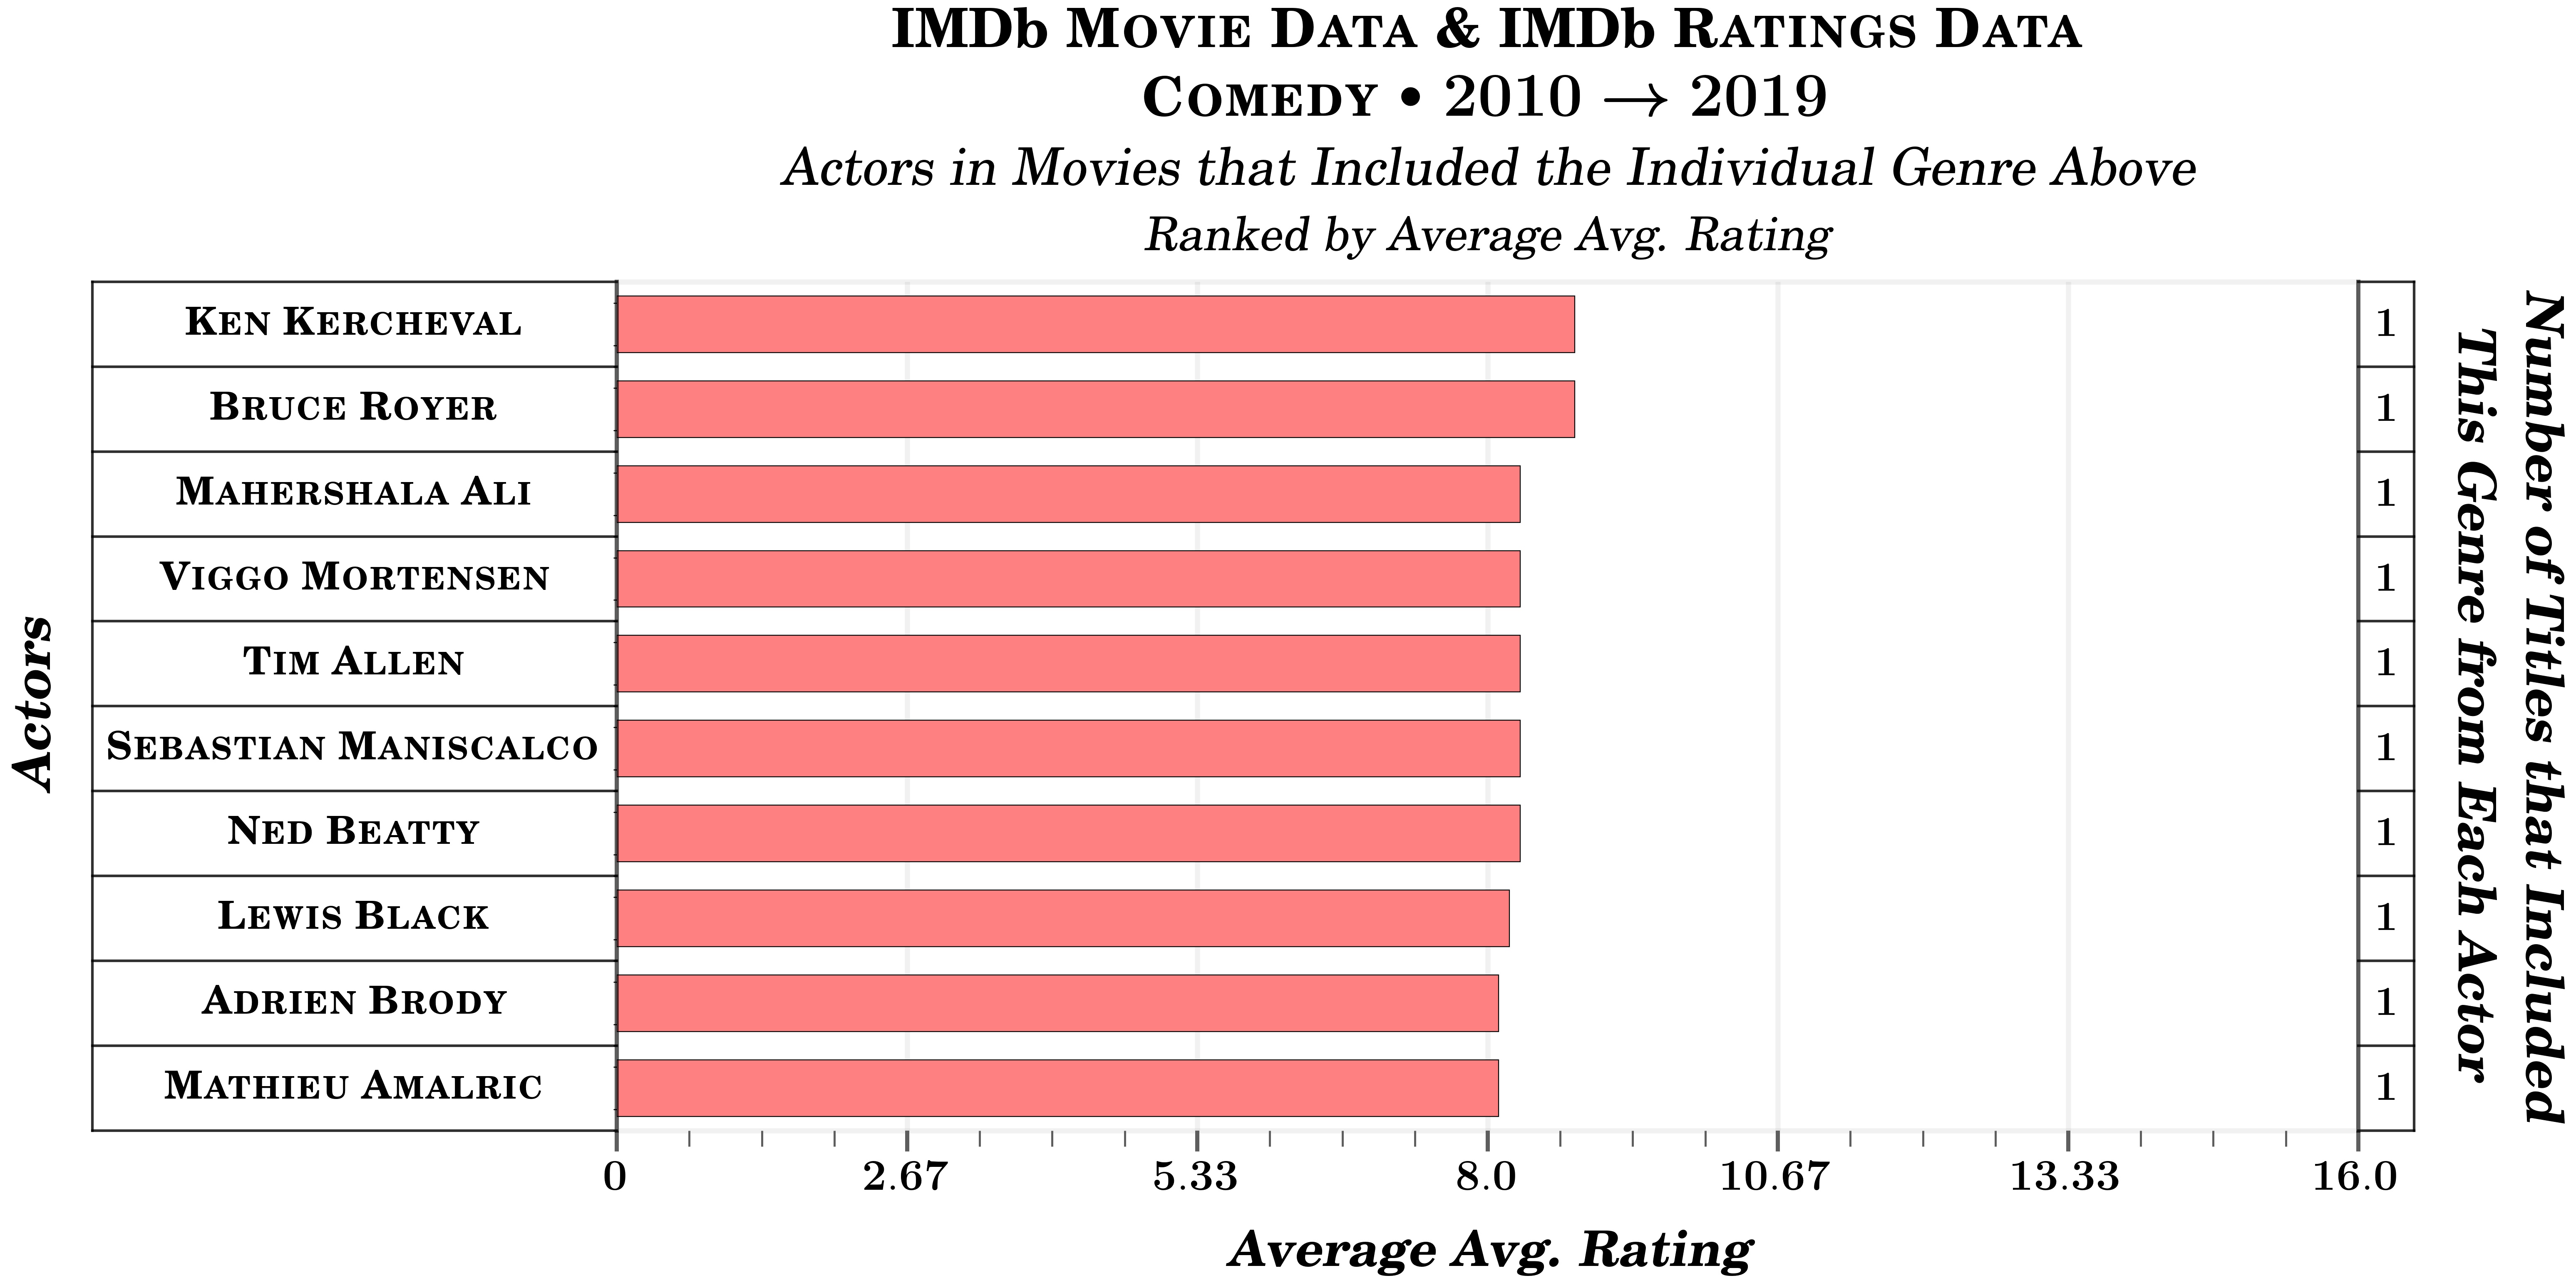 IMDb Movie Data & IMDb Ratings Data
Comedy • 2010 → 2019
Actors in Movies that Included the Individual Genre Above
Ranked by Average Avg. Rating
Actors
Ken Kercheval 1
Bruce Royer 1
Mahershala Ali 1
Viggo Mortensen 1
Tim Allen 1
Sebastian Maniscalco 1
Ned Beatty 1
Lewis Black 1
Adrien Brody 1
Mathieu Amalric 1
Number of Titles that Included
This Genre from Each Actor
0 2.67 5.33 8.0 10.67 13.33 16.0
Average Avg. Rating